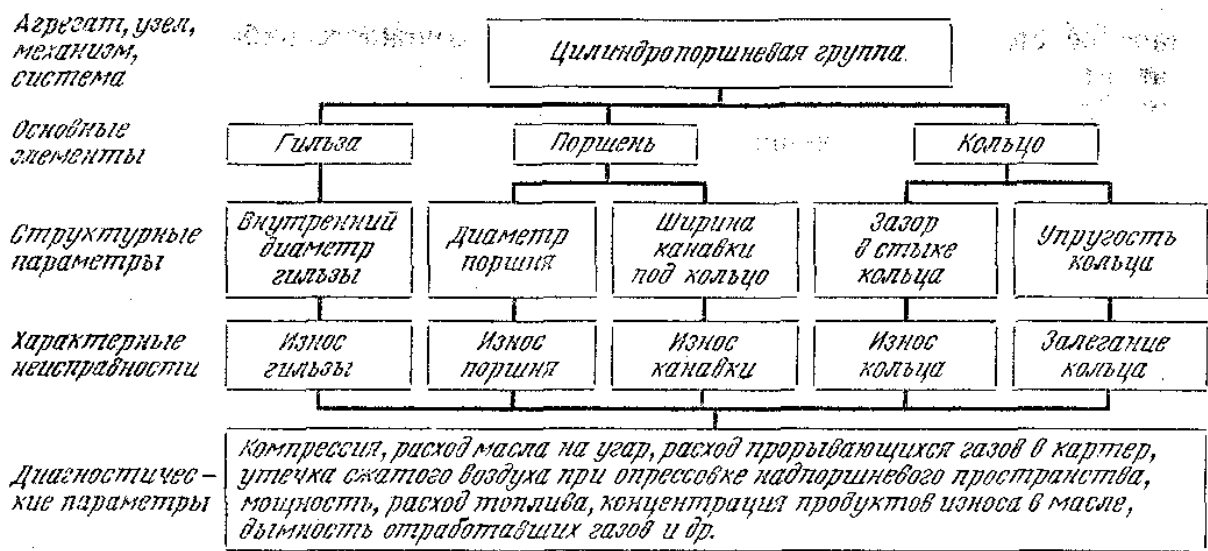 Агрегат, узел,
механизм,
система
Цилиндропоршневая группа.
Основные
элементы
Гильза
Поршень
Кольцо
Структурные
параметры
Внутренний
диаметр
гильзы
Диаметр
поршня
Ширина
канавки
под кольцо
Зазор
в стыке
кольца
Упругость
кольца
Характерные
неисправности
Износ
гильзы
Износ
поршня
Износ
канавки
Износ
кольца
Залегание
кольца
Диагностичес–
кие параметры
Компрессия, расход масла на угар, расход прорывающихся газов в картер,
утечка сжатого воздуха при опрессовке надпоршневого пространства,
мощность, расход топлива, концентрация продуктов износа в масле,
дымность отработавших газов и др.